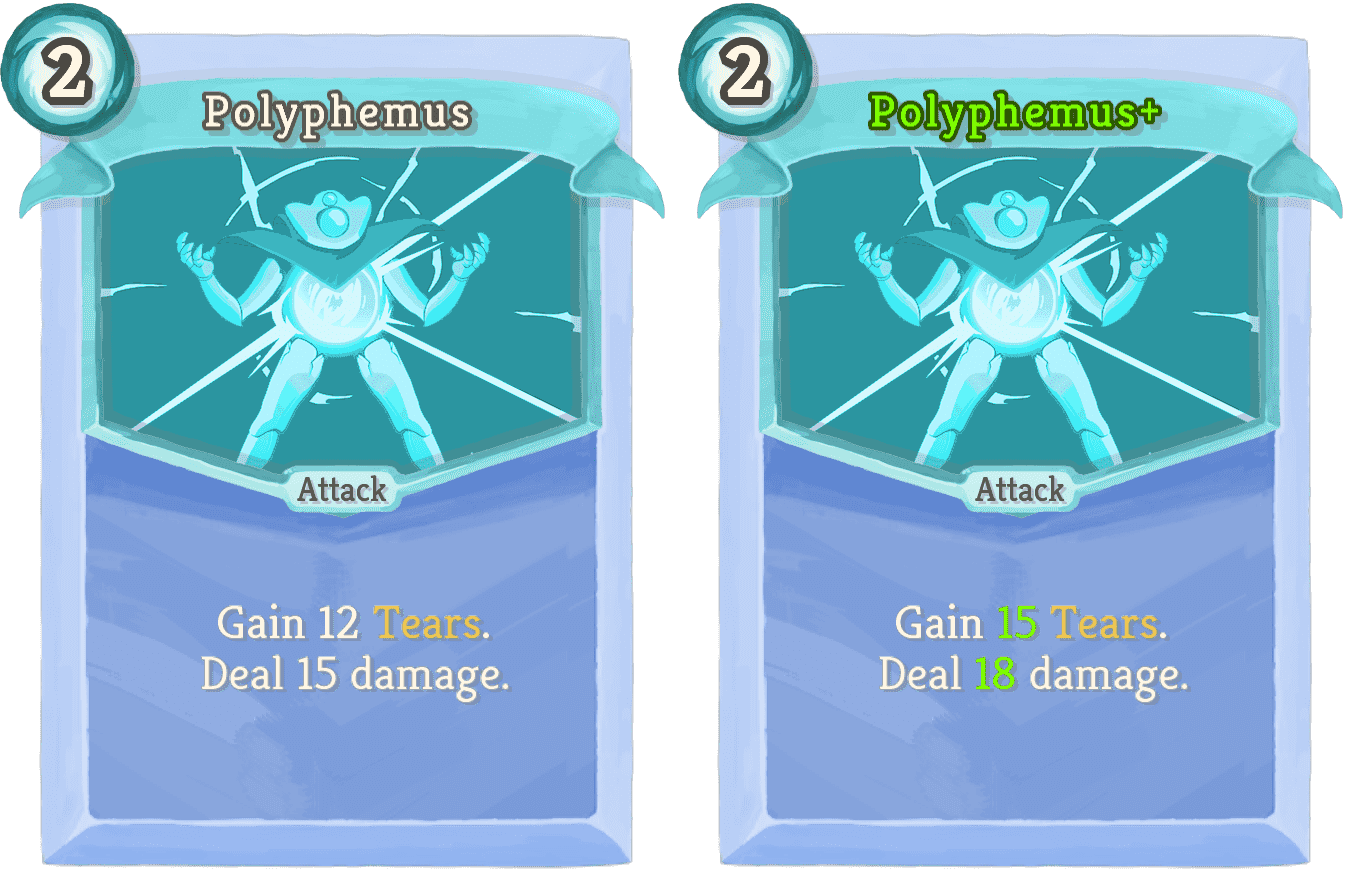 2
Polyphemus
Attack
Gain 12 Tears.
Deal 15 damage.
2
Polyphemus+
Attack
Gain 15 Tears.
Deal 18 damage.